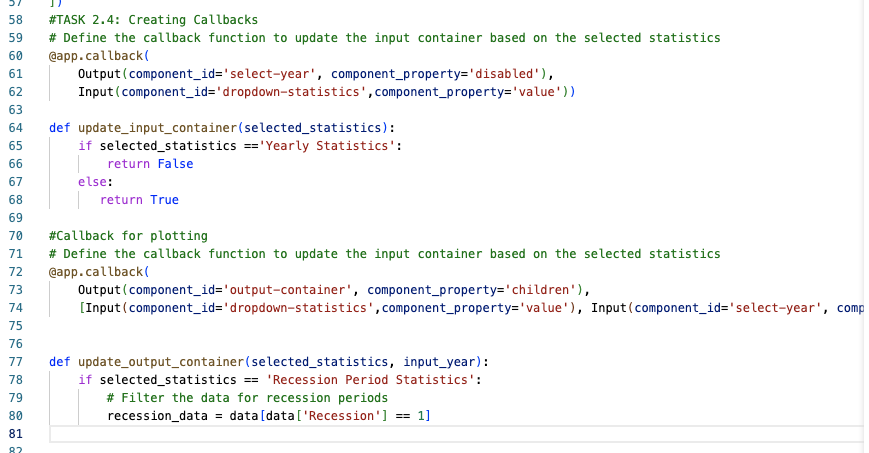 57 ])
58 #TASK 2.4: Creating Callbacks
59 # Define the callback function to update the input container based on the selected statistics
60 @app.callback(
61     Output(component_id='select-year', component_property='disabled'),
62     Input(component_id='dropdown-statistics',component_property='value'))
63
64 def update_input_container(selected_statistics):
65     if selected_statistics =='Yearly Statistics':
66         return False
67     else:
68        return True
69
70 #Callback for plotting
71 # Define the callback function to update the input container based on the selected statistics
72 @app.callback(
73     Output(component_id='output-container', component_property='children'),
74     [Input(component_id='dropdown-statistics',component_property='value'), Input(component_id='select-year', comp
75
76
77 def update_output_container(selected_statistics, input_year):
78     if selected_statistics == 'Recession Period Statistics':
79         # Filter the data for recession periods
80         recession_data = data[data['Recession'] == 1]
81
82